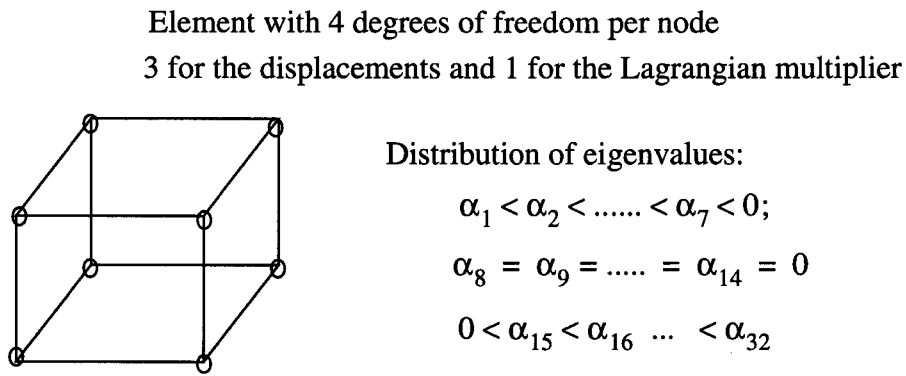 Element with 4 degrees of freedom per node
3 for the displacements and 1 for the Lagrangian multiplier
Distribution of eigenvalues:
α₁ < α₂ < ...... < α₇ < 0;
α₈ = α₉ = ..... = α₁₄ = 0
0 < α₁₅ < α₁₆ ... < α₃₂